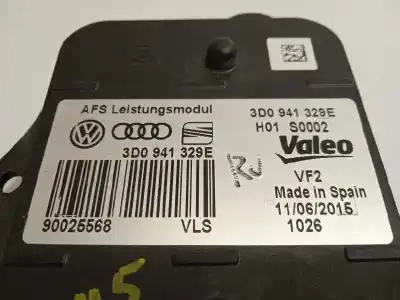 AFS Leistungsmodul
3D0 941 329E
H01 S0002
3D0 941 329E
Valeo
RJ
VF2
Made in Spain
90025568
VLS
11/06/2015
1026